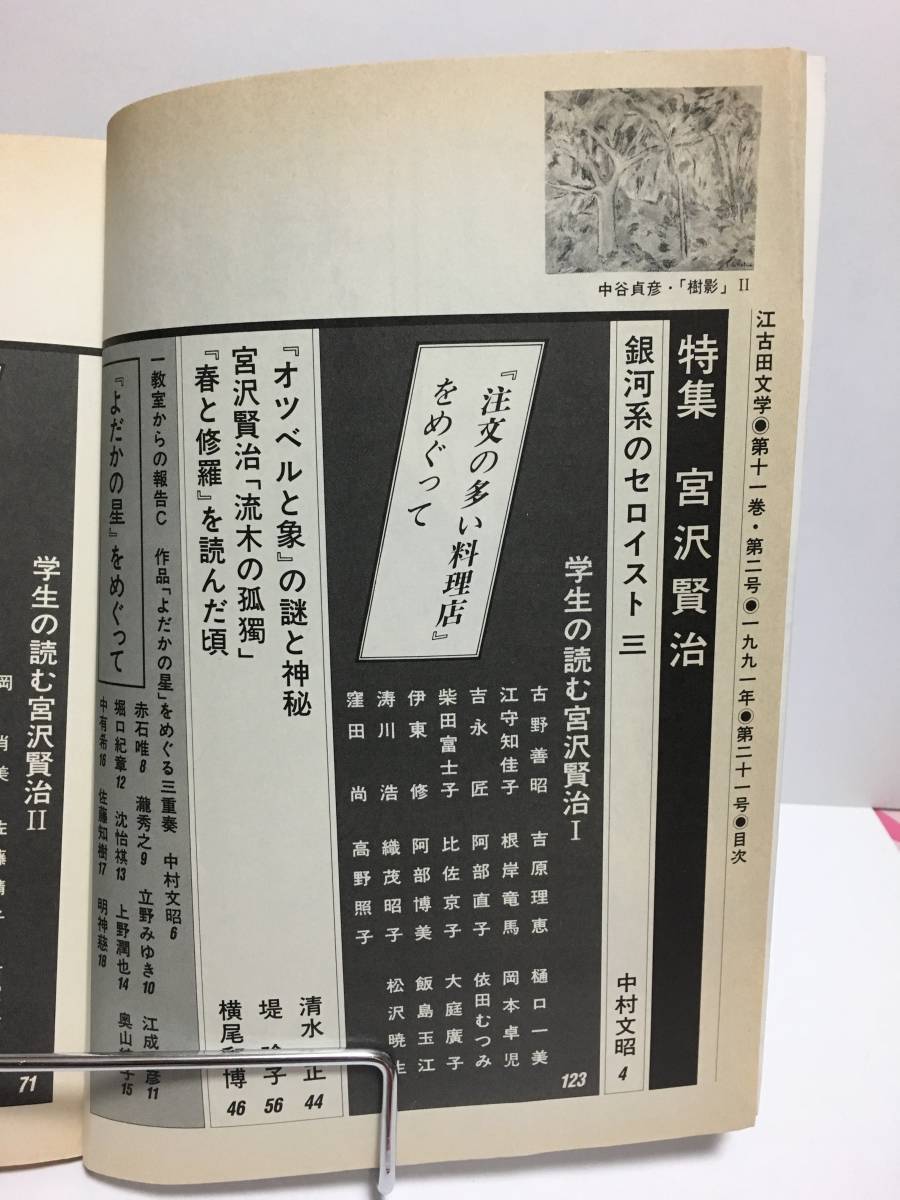 中谷貞彦・「樹影」II
江古田文学●第十一巻・第二号●一九九一年●第二十一号●目次
特集 宮沢賢治
銀河系のセロイスト 三 中村文昭 4
学生の読む宮沢賢治I 123
『注文の多い料理店』
をめぐって
古野善昭 吉原理恵 樋口一美
江守知佳子 根岸竜馬 岡本卓児
吉永匠 阿部直子 依田むつみ
柴田富士子 比佐京子 大庭廣子
伊東修 阿部博美 飯島玉江
涛川浩 織茂昭子 松沢暁生
窪田尚 高野照子
『オツベルと象』の謎と神秘 清水正 44
宮沢賢治「流木の孤獨」 堤 子 56
『春と修羅』を読んだ頃 横尾 博 46
一教室からの報告C 作品「よだかの星」をめぐる三重奏 中村文昭 6
『よだかの星』をめぐって
赤石唯 8 瀧秀之 9 立野みゆき 10 江成 彦 11
堀口紀章 12 沈怡祺 13 上野潤也 14 奥山 子 15
中有希 16 佐藤知樹 17 明神慈 18
学生の読む宮沢賢治II 71